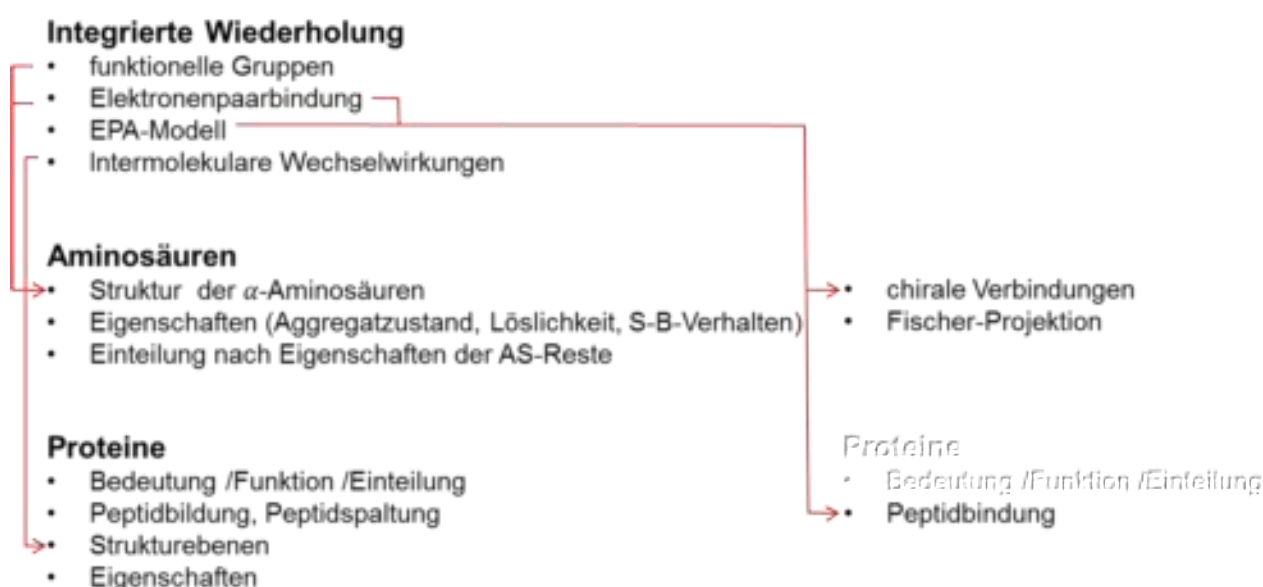 Integrierte Wiederholung
• funktionelle Gruppen
• Elektronenpaarbindung
• EPA-Modell
• Intermolekulare Wechselwirkungen
Aminosäuren
• Struktur der α-Aminosäuren
• Eigenschaften (Aggregatzustand, Löslichkeit, S-B-Verhalten)
• Einteilung nach Eigenschaften der AS-Reste
• chirale Verbindungen
• Fischer-Projektion
Proteine
• Bedeutung /Funktion /Einteilung
• Peptidbildung, Peptidspaltung
• Strukturebenen
• Eigenschaften
Proteine
• Bedeutung /Funktion /Einteilung
• Peptidbindung